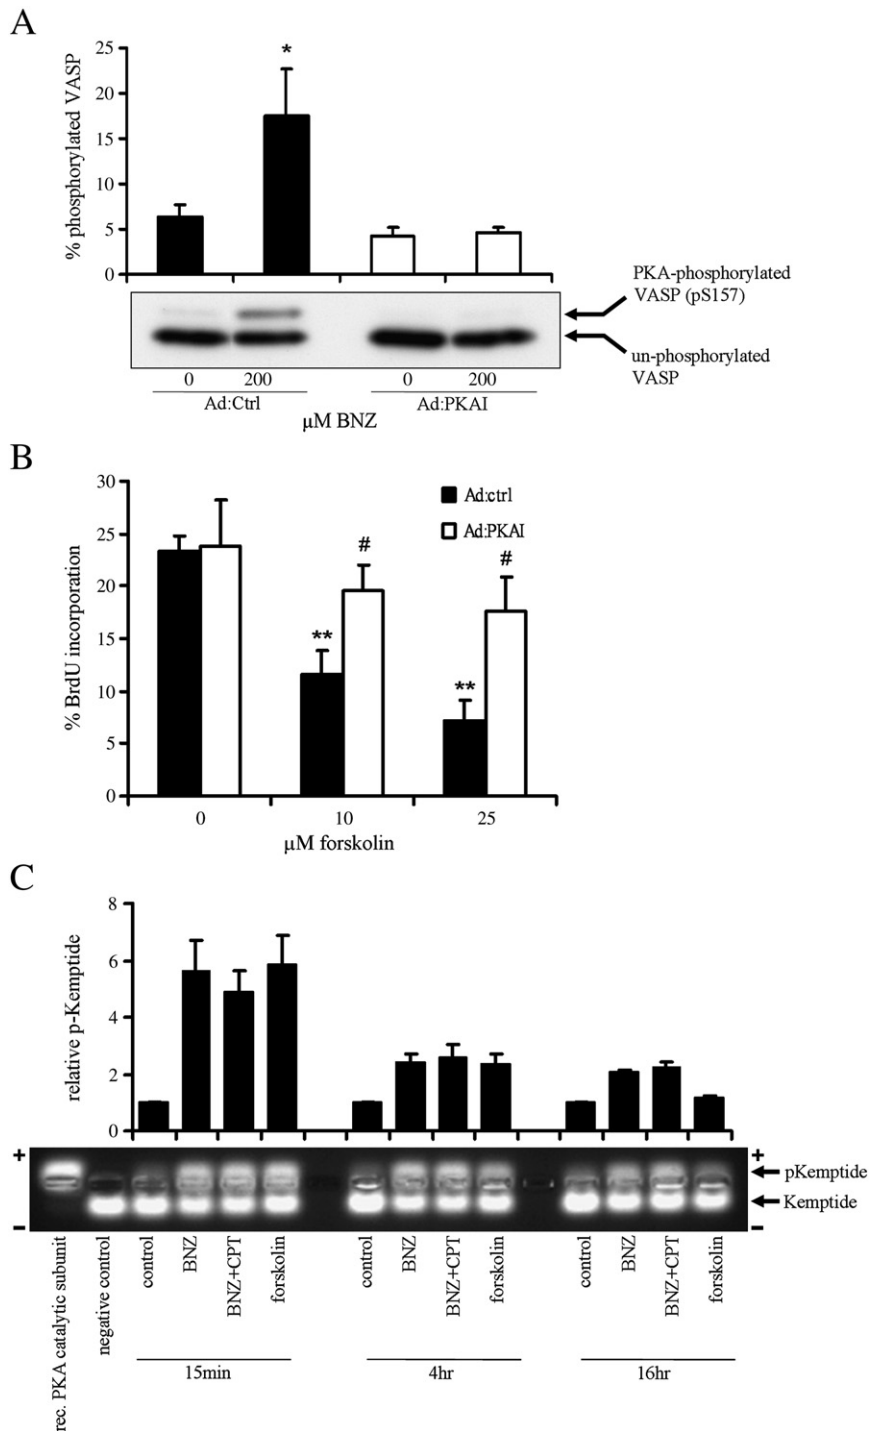 A
25
*
20
15
10
5
0
% phosphorylated VASP
PKA-phosphorylated
VASP (pS157)
un-phosphorylated
VASP
0 200 0 200
Ad:Ctrl Ad:PKAI
µM BNZ
B
30
25
20
15
10
5
0
% BrdU incorporation
Ad:ctrl
Ad:PKAI
** # ** #
0 10 25
µM forskolin
C
8
6
4
2
0
relative p-Kemptide
+ +
pKemptide
Kemptide
– –
rec. PKA catalytic subunit
negative control
control
BNZ
BNZ+CPT
forskolin
control
BNZ
BNZ+CPT
forskolin
control
BNZ
BNZ+CPT
forskolin
15min 4hr 16hr